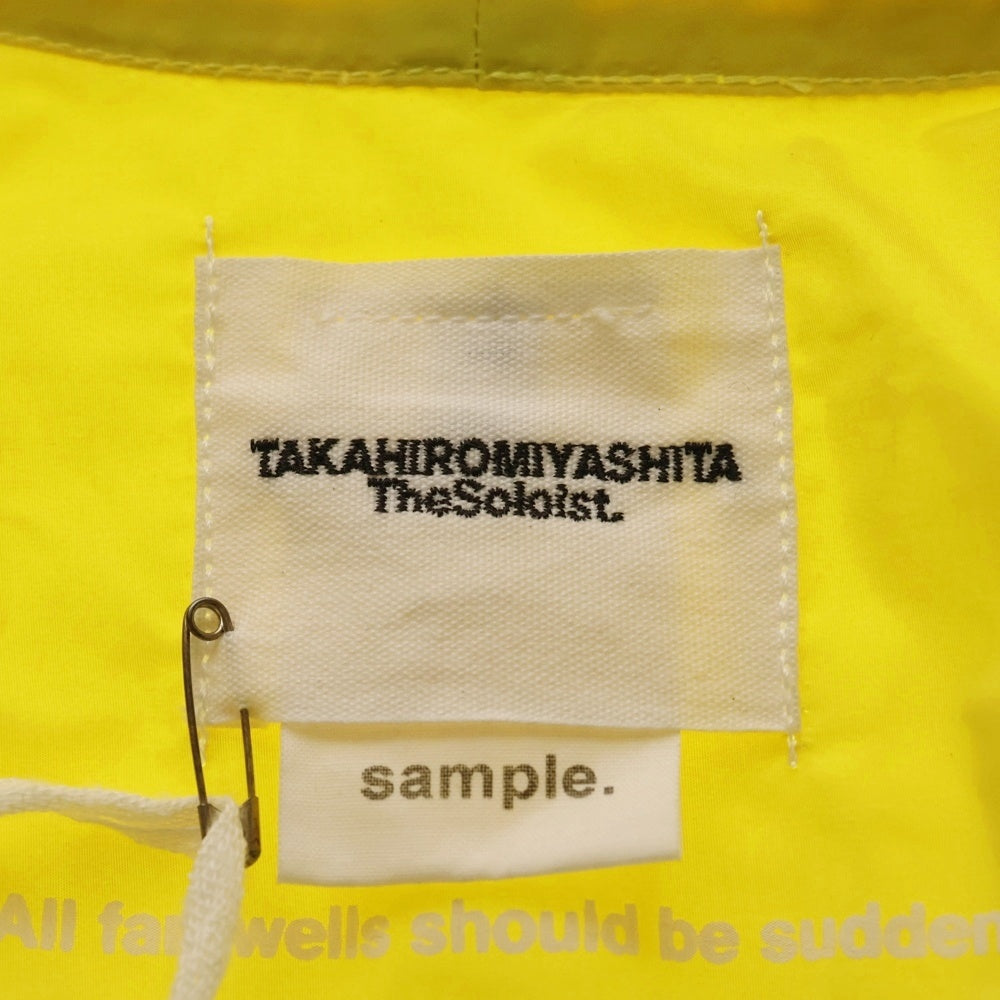 TAKAHIROMIYASHITA
TheSoloist.
sample.
All farewells should be sudden